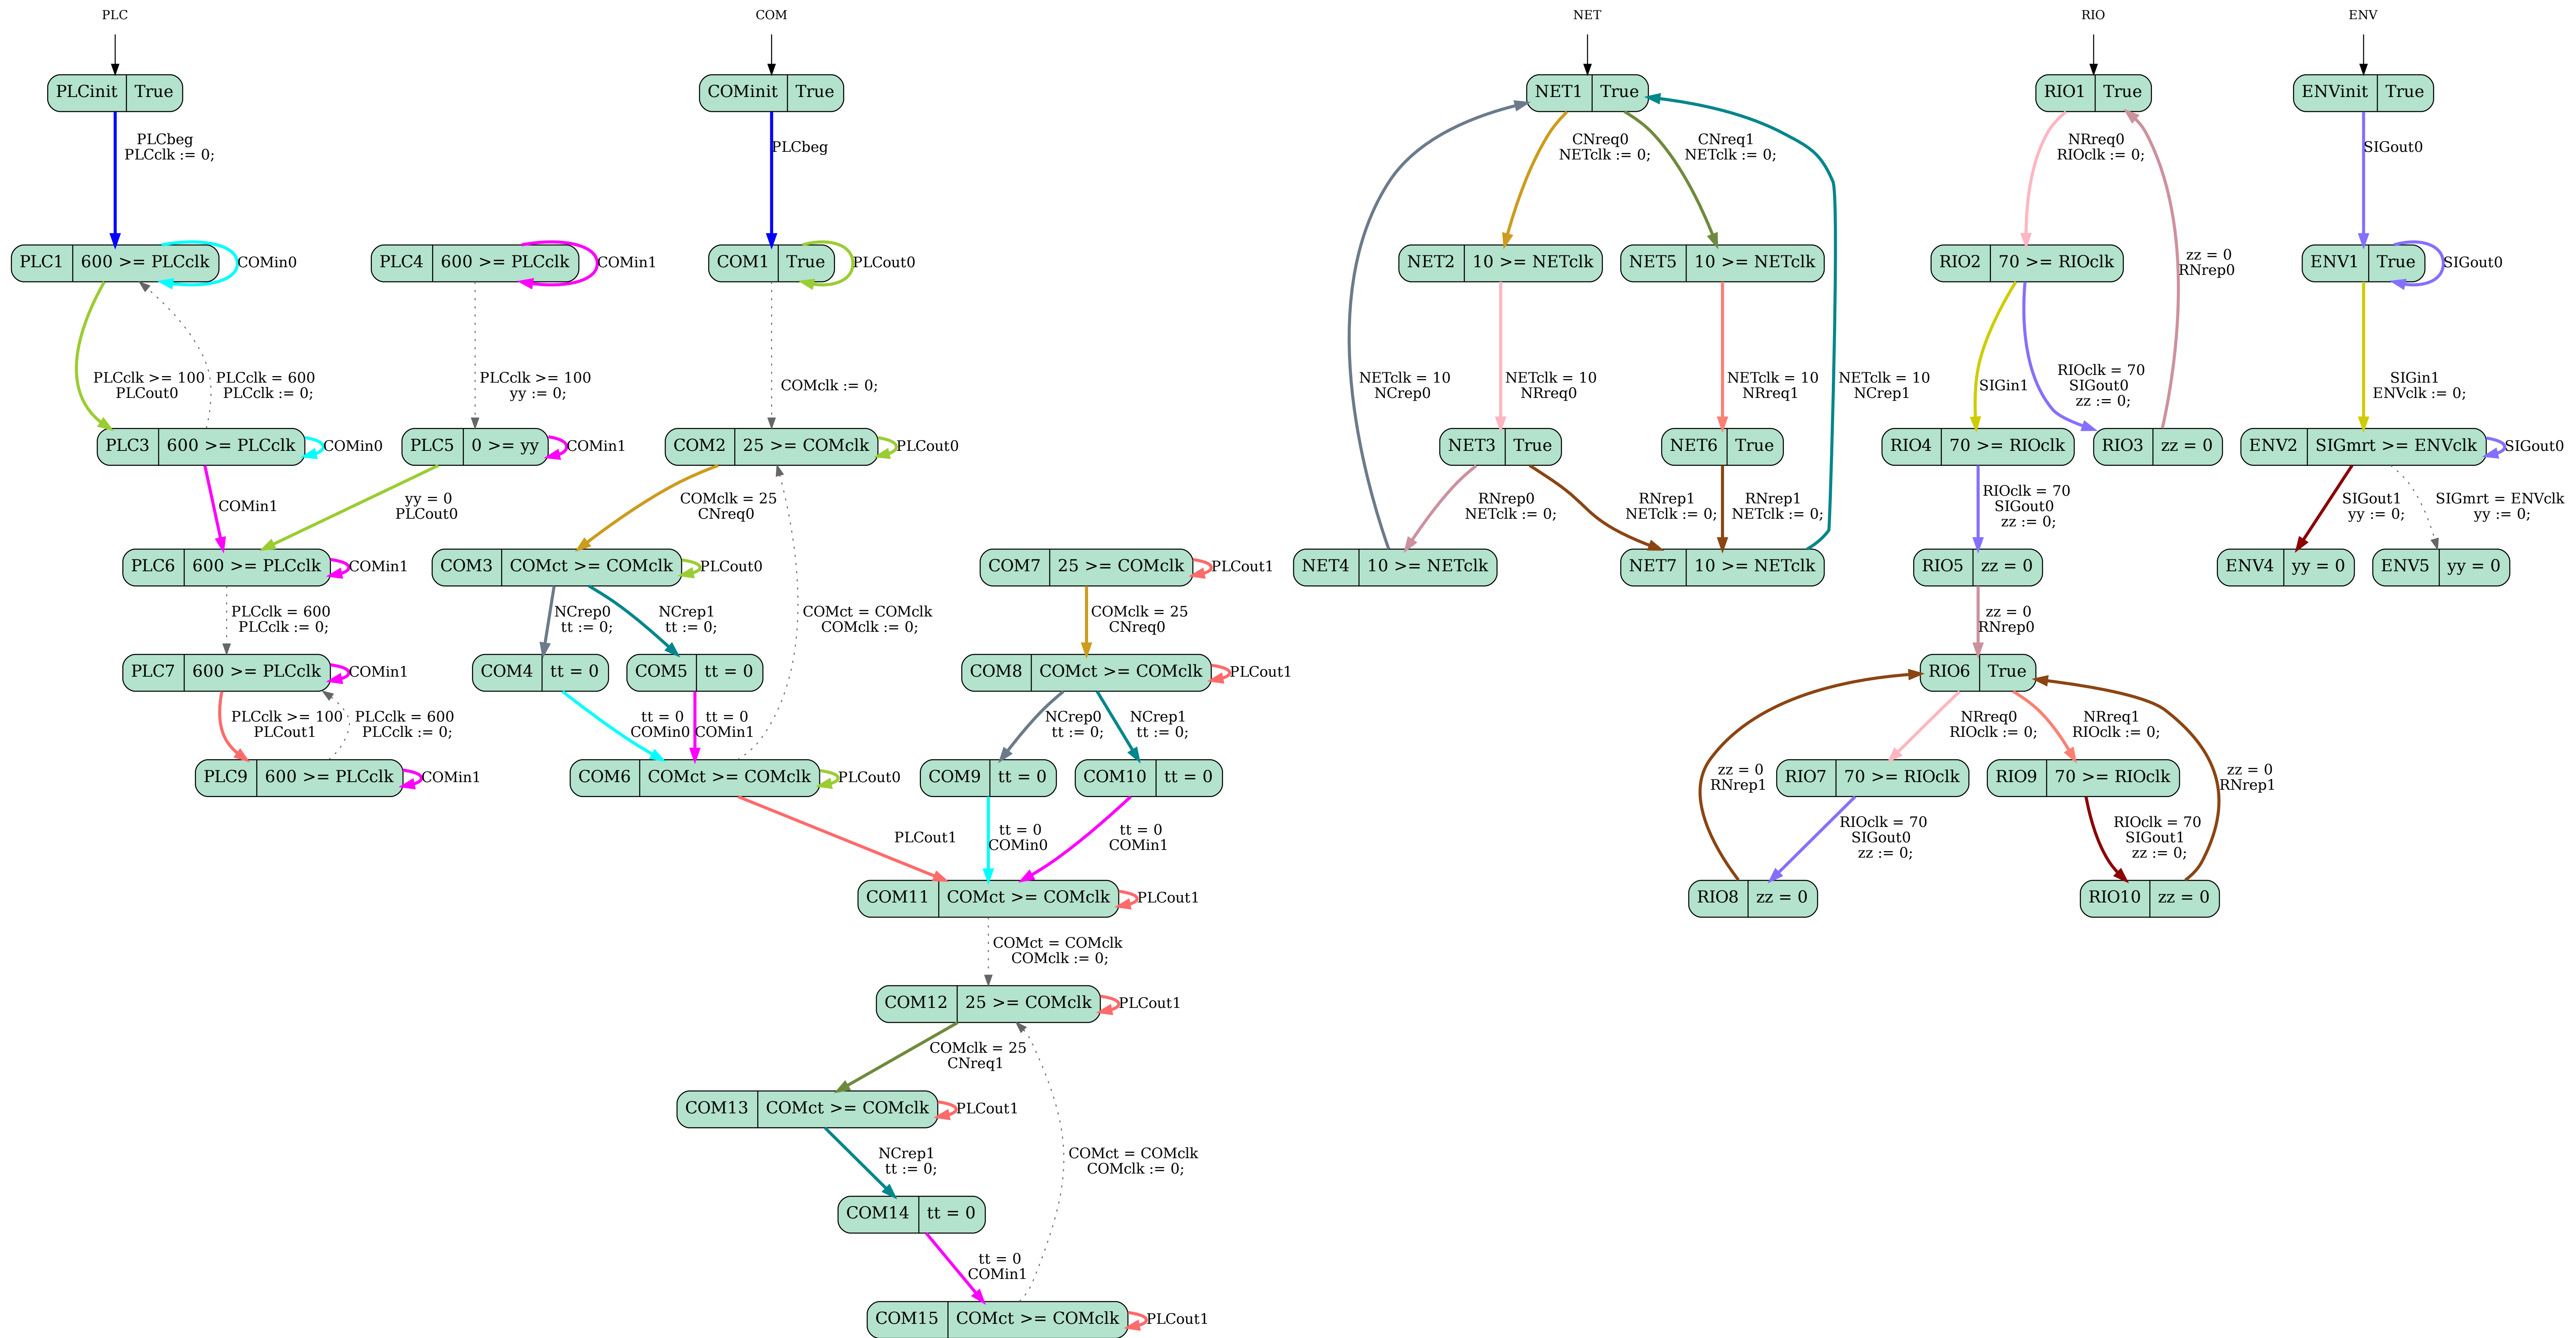 PLC
COM
NET
RIO
ENV
PLCinit True
COMinit True
NET1 True
RIO1 True
ENVinit True
PLCbeg
PLCclk := 0;
PLCbeg
CNreq0
NETclk := 0;
CNreq1
NETclk := 0;
NRreq0
RIOclk := 0;
SIGout0
PLC1 600 >= PLCclk
COMin0
PLC4 600 >= PLCclk
COMin1
COM1 True
PLCout0
NET2 10 >= NETclk
NET5 10 >= NETclk
RIO2 70 >= RIOclk
zz = 0
RNrep0
ENV1 True
SIGout0
PLCclk >= 100
PLCout0
PLCclk = 600
PLCclk := 0;
PLCclk >= 100
yy := 0;
COMclk := 0;
NETclk = 10
NCrep0
NETclk = 10
NRreq0
NETclk = 10
NRreq1
NETclk = 10
NCrep1
SIGin1
RIOclk = 70
SIGout0
zz := 0;
SIGin1
ENVclk := 0;
PLC3 600 >= PLCclk
COMin0
PLC5 0 >= yy
COMin1
COM2 25 >= COMclk
PLCout0
NET3 True
NET6 True
RIO4 70 >= RIOclk
RIO3 zz = 0
ENV2 SIGmrt >= ENVclk
SIGout0
COMin1
yy = 0
PLCout0
COMclk = 25
CNreq0
RNrep0
NETclk := 0;
RNrep1
NETclk := 0;
RNrep1
NETclk := 0;
RIOclk = 70
SIGout0
zz := 0;
SIGout1
yy := 0;
SIGmrt = ENVclk
yy := 0;
PLC6 600 >= PLCclk
COMin1
COM3 COMct >= COMclk
PLCout0
COM7 25 >= COMclk
PLCout1
NET4 10 >= NETclk
NET7 10 >= NETclk
RIO5 zz = 0
ENV4 yy = 0
ENV5 yy = 0
PLCclk = 600
PLCclk := 0;
NCrep0
tt := 0;
NCrep1
tt := 0;
COMct = COMclk
COMclk := 0;
COMclk = 25
CNreq0
zz = 0
RNrep0
PLC7 600 >= PLCclk
COMin1
COM4 tt = 0
COM5 tt = 0
COM8 COMct >= COMclk
PLCout1
RIO6 True
PLCclk >= 100
PLCout1
PLCclk = 600
PLCclk := 0;
tt = 0
COMin0
tt = 0
COMin1
NCrep0
tt := 0;
NCrep1
tt := 0;
NRreq0
RIOclk := 0;
NRreq1
RIOclk := 0;
PLC9 600 >= PLCclk
COMin1
COM6 COMct >= COMclk
PLCout0
COM9 tt = 0
COM10 tt = 0
zz = 0
RNrep1
RIO7 70 >= RIOclk
RIO9 70 >= RIOclk
zz = 0
RNrep1
PLCout1
tt = 0
COMin0
tt = 0
COMin1
RIOclk = 70
SIGout0
zz := 0;
RIOclk = 70
SIGout1
zz := 0;
COM11 COMct >= COMclk
PLCout1
RIO8 zz = 0
RIO10 zz = 0
COMct = COMclk
COMclk := 0;
COM12 25 >= COMclk
PLCout1
COMclk = 25
CNreq1
COM13 COMct >= COMclk
PLCout1
NCrep1
tt := 0;
COMct = COMclk
COMclk := 0;
COM14 tt = 0
tt = 0
COMin1
COM15 COMct >= COMclk
PLCout1